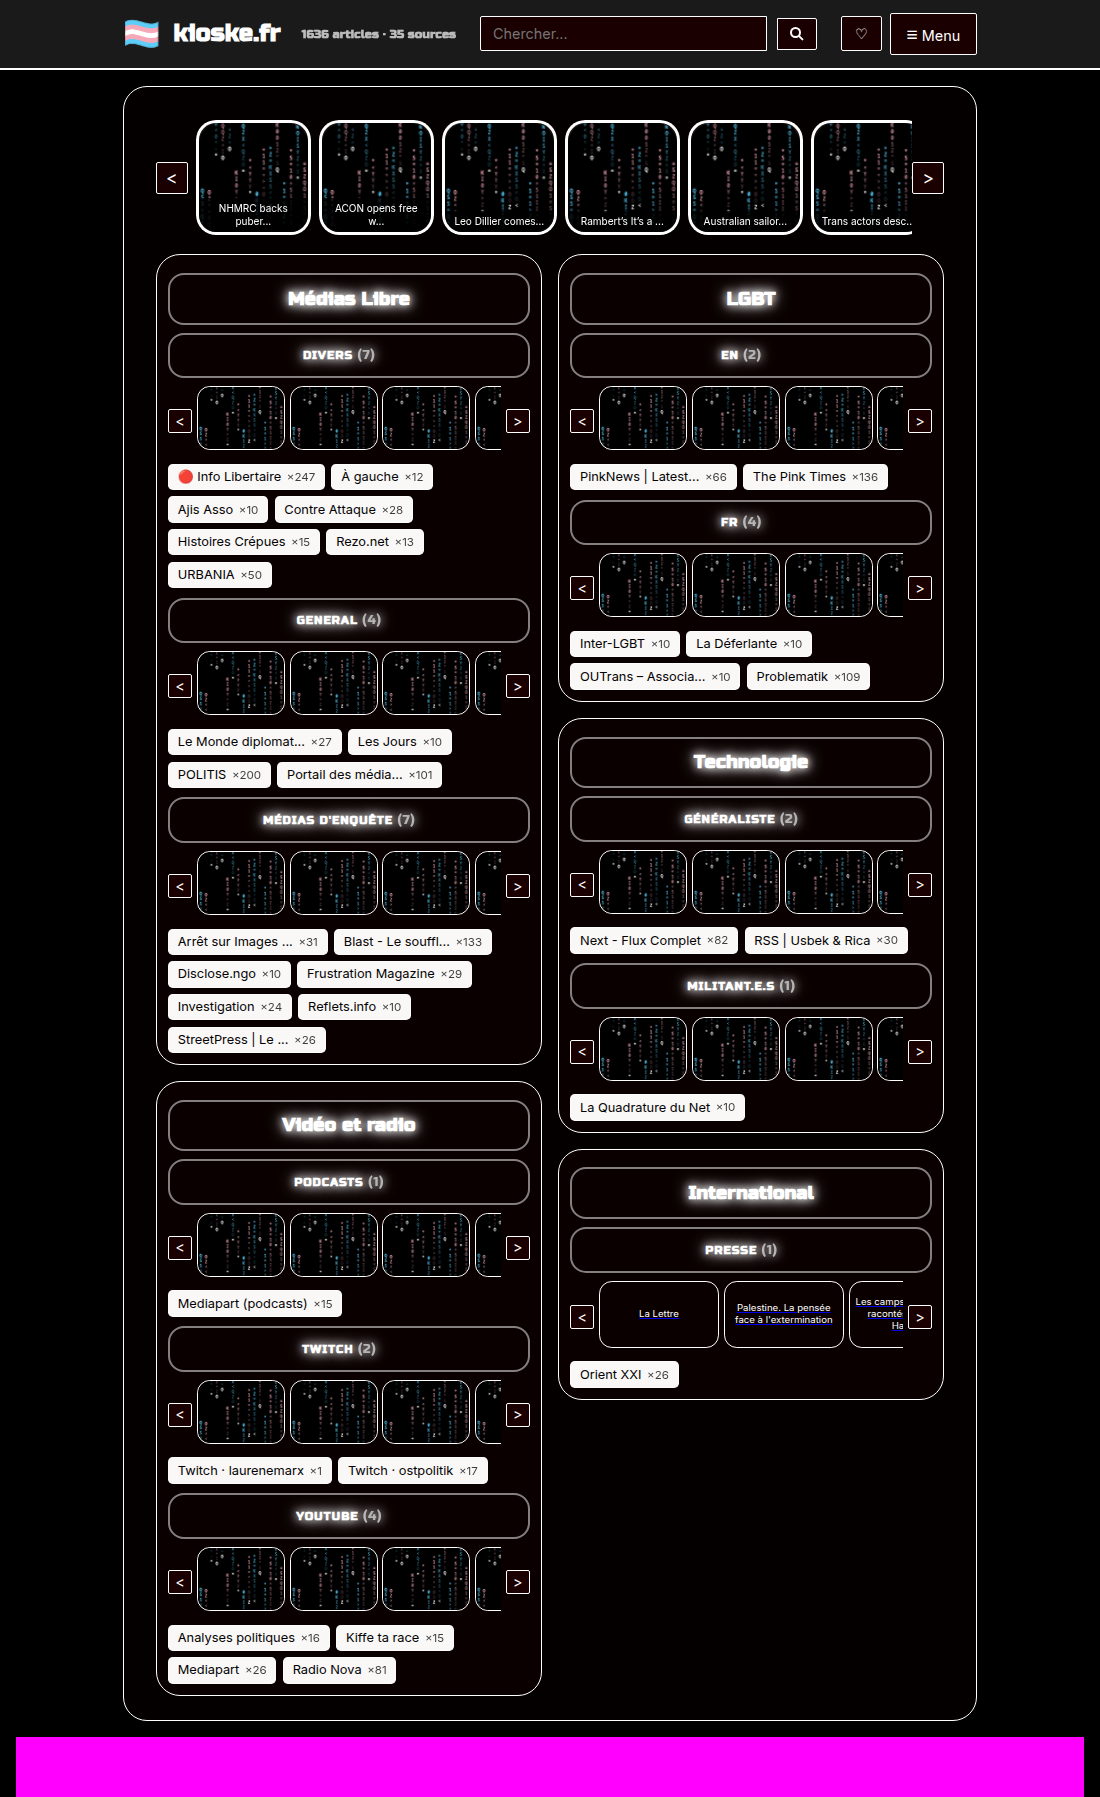 kioske.fr
1636 articles · 35 sources
Chercher...
♡
≡ Menu
<
NHMRC backs
puber...
ACON opens free
w...
Leo Dillier comes...
Rambert's It's a ...
Australian sailor...
Trans actors desc...
>
Médias Libre
DIVERS (7)
<
>
🔴 Info Libertaire ×247
À gauche ×12
Ajis Asso ×10
Contre Attaque ×28
Histoires Crépues ×15
Rezo.net ×13
URBANIA ×50
GENERAL (4)
<
>
Le Monde diplomat... ×27
Les Jours ×10
POLITIS ×200
Portail des média... ×101
MÉDIAS D'ENQUÊTE (7)
<
>
Arrêt sur Images ... ×31
Blast - Le souffl... ×133
Disclose.ngo ×10
Frustration Magazine ×29
Investigation ×24
Reflets.info ×10
StreetPress | Le ... ×26
Vidéo et radio
PODCASTS (1)
<
>
Mediapart (podcasts) ×15
TWITCH (2)
<
>
Twitch · laurenemarx ×1
Twitch · ostpolitik ×17
YOUTUBE (4)
<
>
Analyses politiques ×16
Kiffe ta race ×15
Mediapart ×26
Radio Nova ×81
LGBT
EN (2)
<
>
PinkNews | Latest... ×66
The Pink Times ×136
FR (4)
<
>
Inter-LGBT ×10
La Déferlante ×10
OUTrans – Associa... ×10
Problematik ×109
Technologie
GÉNÉRALISTE (2)
<
>
Next - Flux Complet ×82
RSS | Usbek & Rica ×30
MILITANT.E.S (1)
<
>
La Quadrature du Net ×10
International
PRESSE (1)
<
La Lettre
Palestine. La pensée
face à l'extermination
Les camps
raconté
Ha
>
Orient XXI ×26